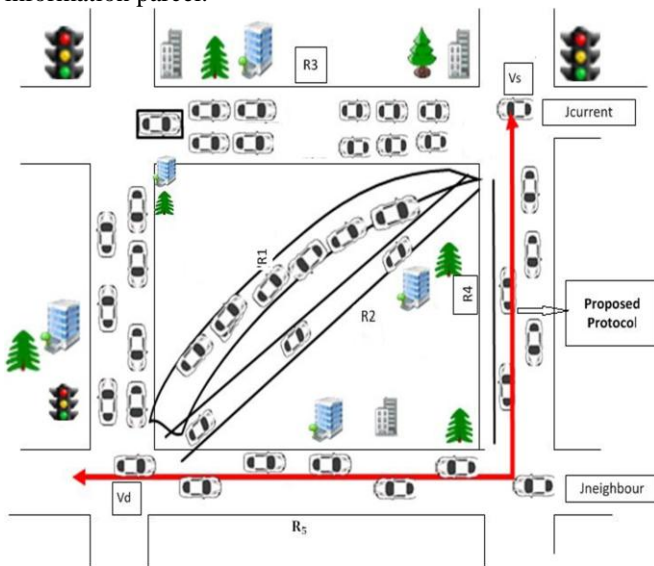 information parcel.
R3
Vs
Jcurrent
R1
R4
R2
Proposed
Protocol
Vd
Jneighbour
R5